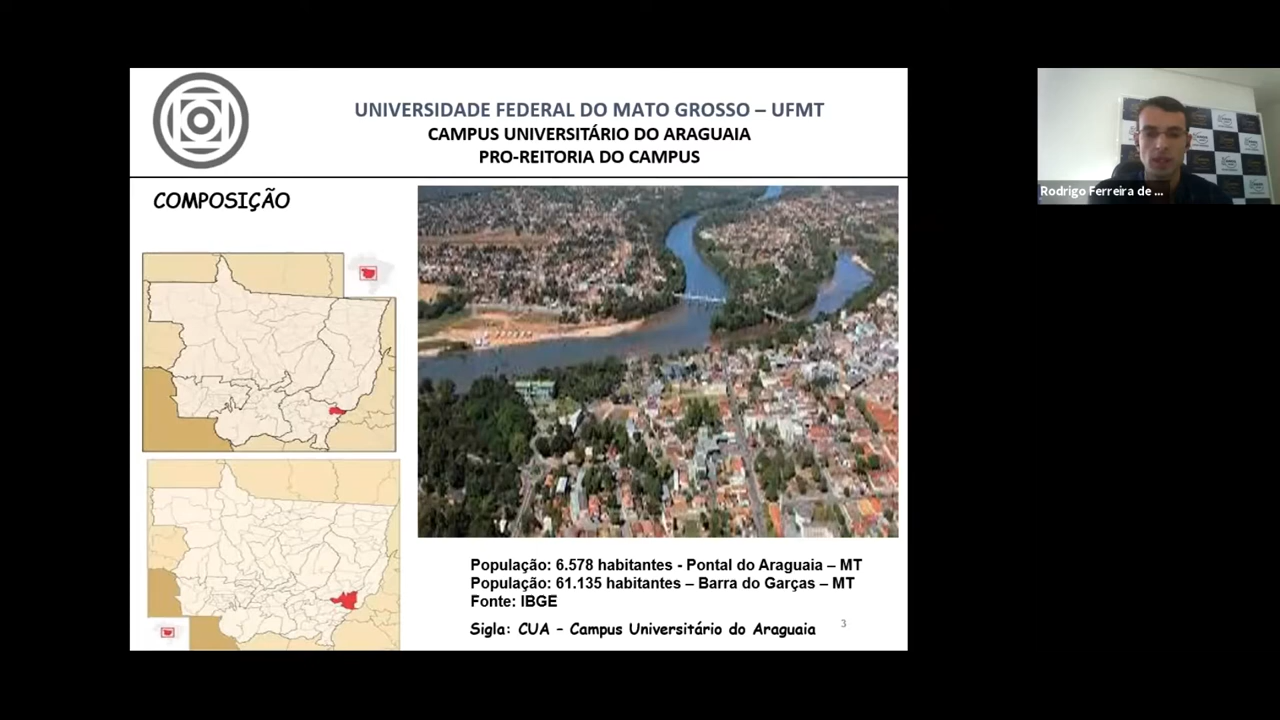 UNIVERSIDADE FEDERAL DO MATO GROSSO – UFMT
CAMPUS UNIVERSITÁRIO DO ARAGUAIA
PRO-REITORIA DO CAMPUS
COMPOSIÇÃO
População: 6.578 habitantes - Pontal do Araguaia – MT
População: 61.135 habitantes – Barra do Garças – MT
Fonte: IBGE
Sigla: CUA – Campus Universitário do Araguaia
3
Rodrigo Ferreira de ...